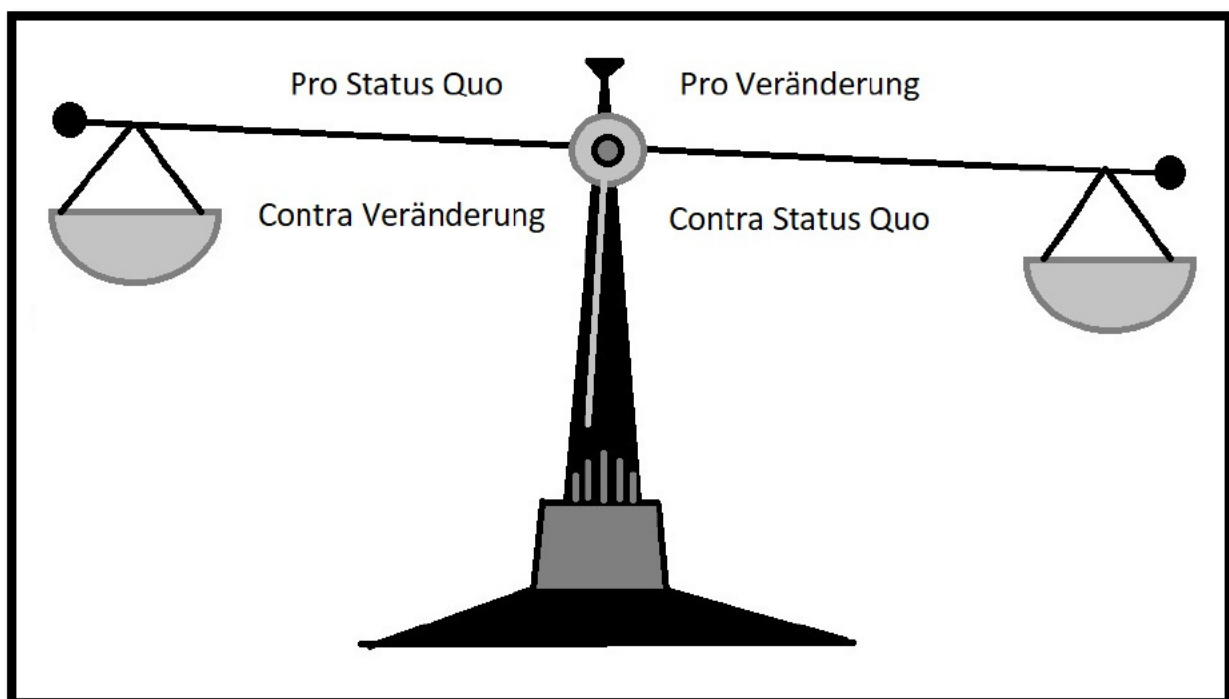 Pro Status Quo
Pro Veränderung
Contra Veränderung
Contra Status Quo